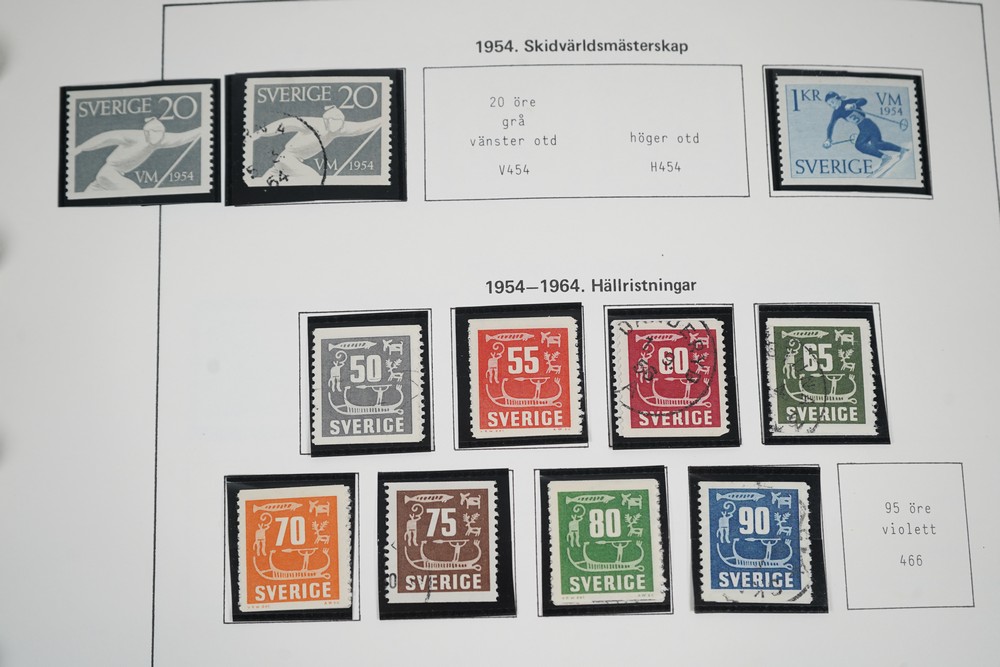 1954. Skidvärldsmästerskap
SVERIGE 20
VM 1954
SVERIGE 20
VM 1954
20 öre
grå
vänster otd
V454
höger otd
H454
1 KR VM
1954
SVERIGE
1954–1964. Hällristningar
50
SVERIGE
55
SVERIGE
60
SVERIGE
65
SVERIGE
70
SVERIGE
75
SVERIGE
80
SVERIGE
90
SVERIGE
95 öre
violett
466